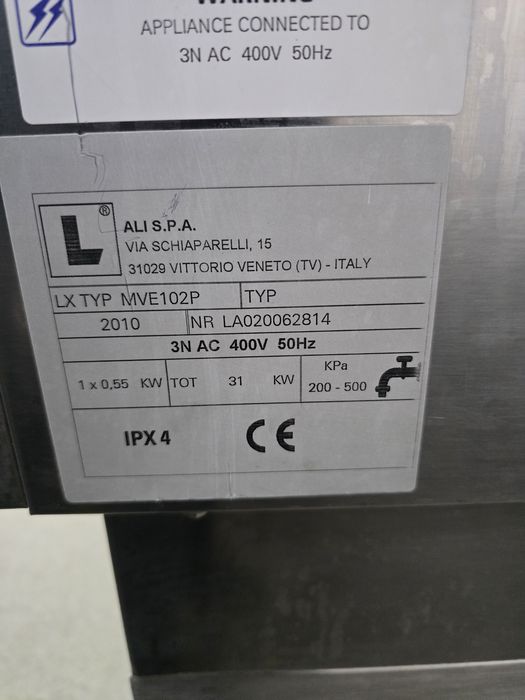 WARNING
APPLIANCE CONNECTED TO
3N AC 400V 50Hz
L®
ALI S.P.A.
VIA SCHIAPARELLI, 15
31029 VITTORIO VENETO (TV) - ITALY
LX TYP MVE102P TYP
2010 NR LA020062814
3N AC 400V 50Hz
1 x 0,55 KW TOT 31 KW KPa 200 - 500
IPX4 CE